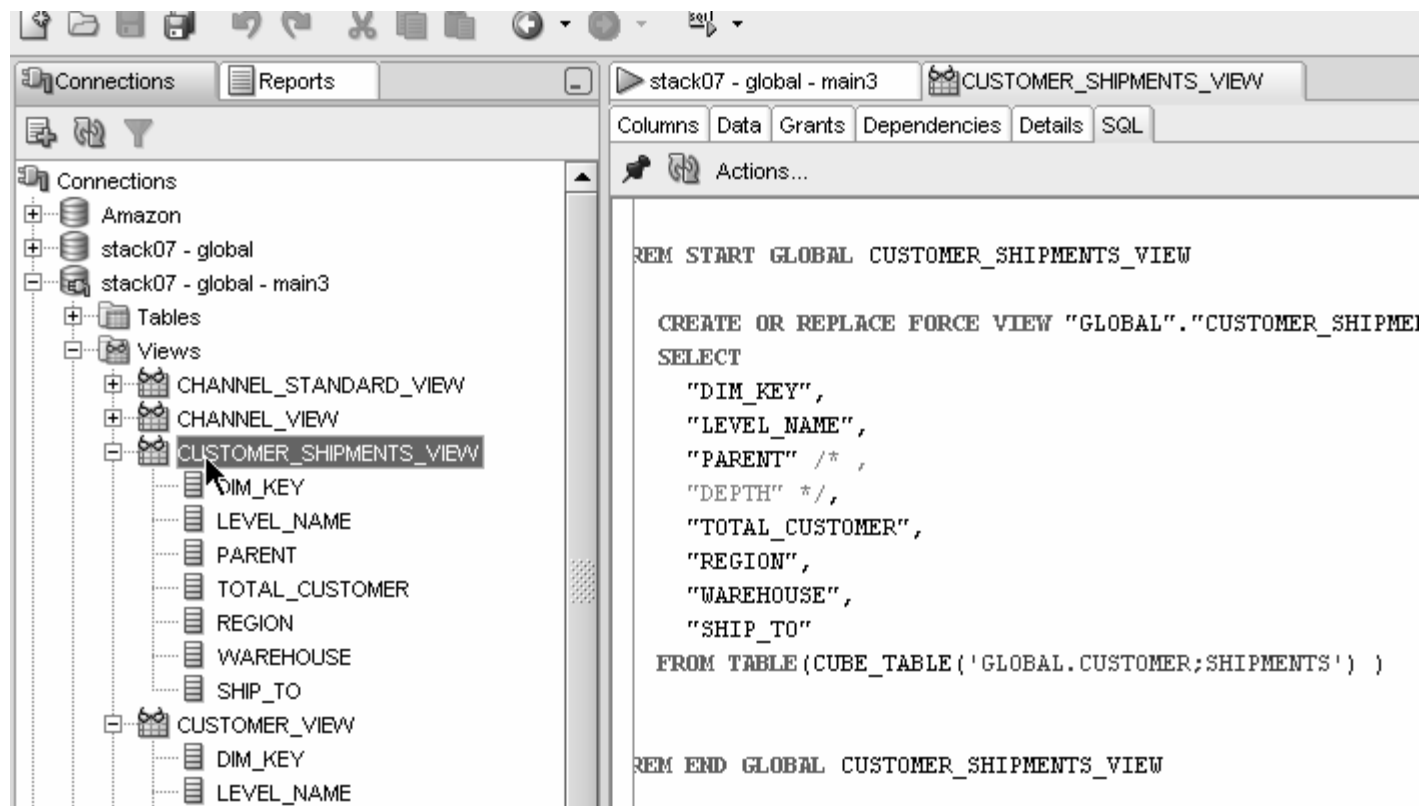 SQL
Connections
Reports
Connections
Amazon
stack07 - global
stack07 - global - main3
Tables
Views
CHANNEL_STANDARD_VIEW
CHANNEL_VIEW
CUSTOMER_SHIPMENTS_VIEW
DIM_KEY
LEVEL_NAME
PARENT
TOTAL_CUSTOMER
REGION
WAREHOUSE
SHIP_TO
CUSTOMER_VIEW
DIM_KEY
LEVEL_NAME
stack07 - global - main3
CUSTOMER_SHIPMENTS_VIEW
Columns Data Grants Dependencies Details SQL
Actions...
REM START GLOBAL CUSTOMER_SHIPMENTS_VIEW
CREATE OR REPLACE FORCE VIEW "GLOBAL"."CUSTOMER_SHIPME
SELECT
"DIM_KEY",
"LEVEL_NAME",
"PARENT" /* ,
"DEPTH" */,
"TOTAL_CUSTOMER",
"REGION",
"WAREHOUSE",
"SHIP_TO"
FROM TABLE(CUBE_TABLE('GLOBAL.CUSTOMER;SHIPMENTS') )
REM END GLOBAL CUSTOMER_SHIPMENTS_VIEW